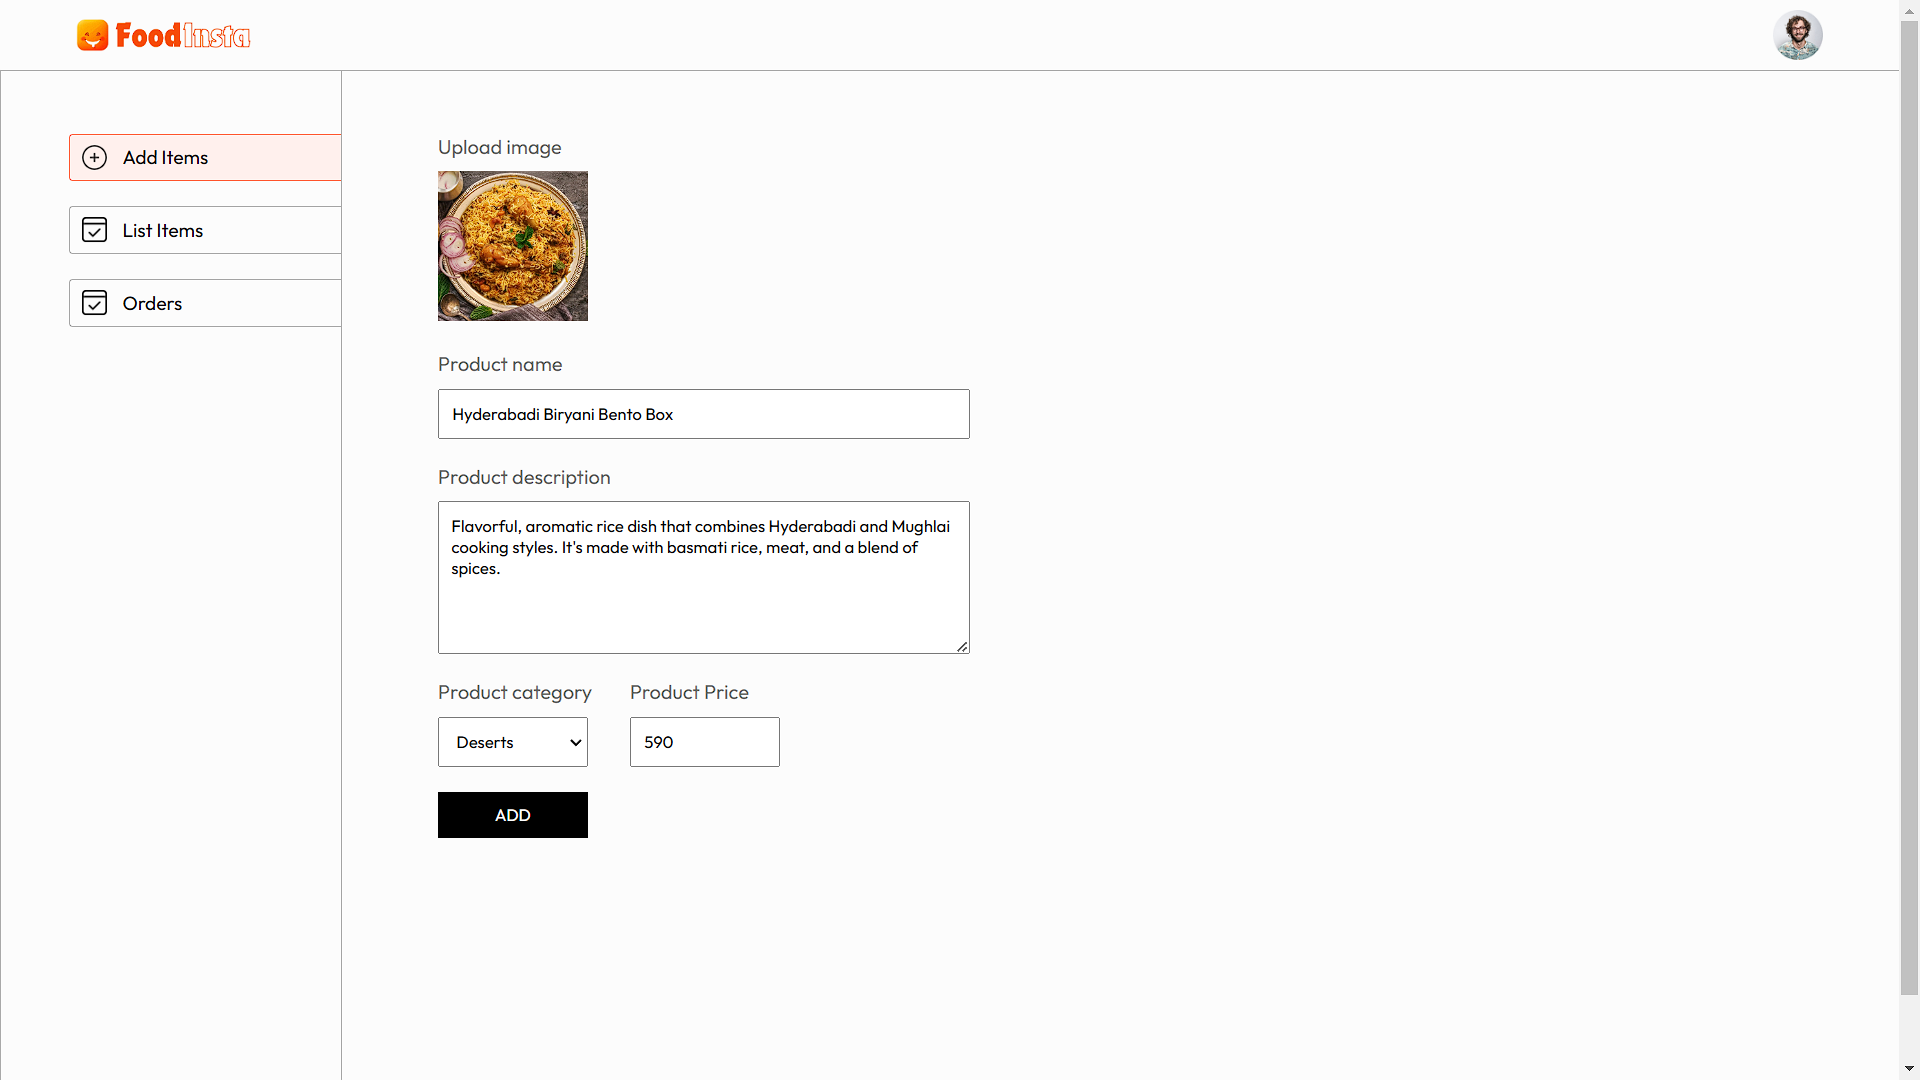 FoodInsta
Add Items
List Items
Orders
Upload image
Product name
Hyderabadi Biryani Bento Box
Product description
Flavorful, aromatic rice dish that combines Hyderabadi and Mughlai
cooking styles. It's made with basmati rice, meat, and a blend of
spices.
Product category
Product Price
Deserts
590
ADD